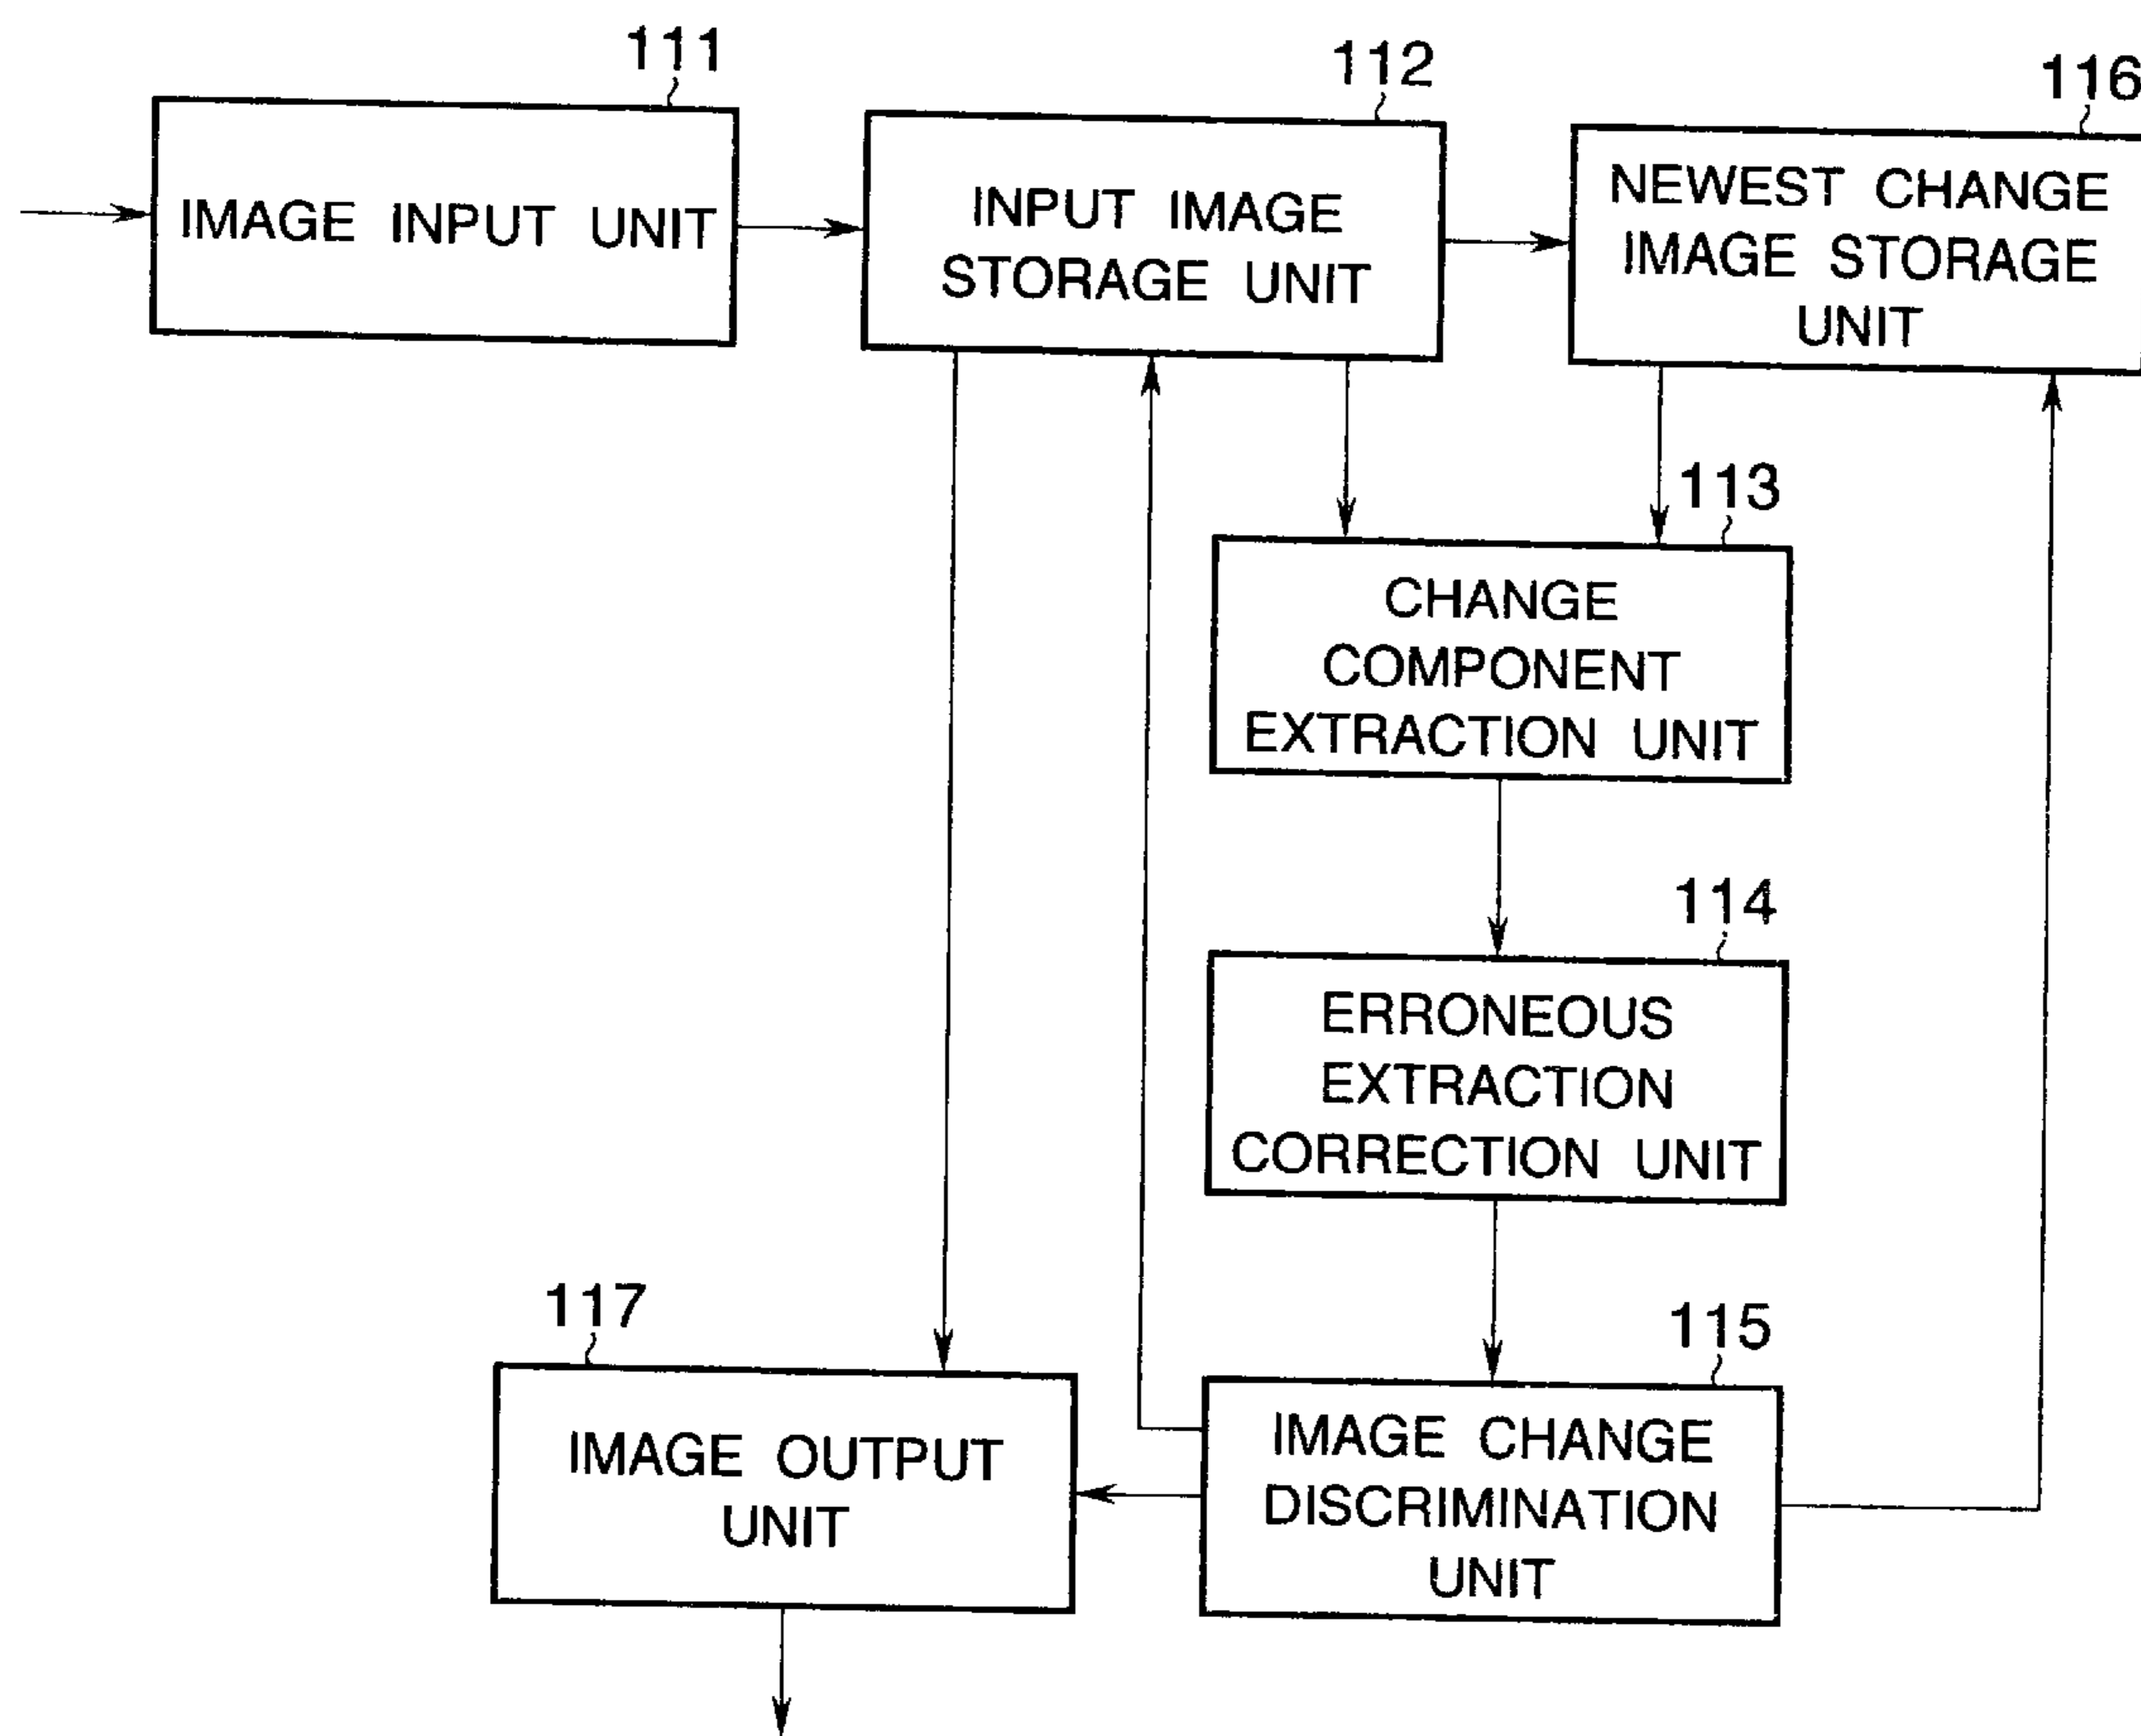 111
IMAGE INPUT UNIT
112
INPUT IMAGE
STORAGE UNIT
116
NEWEST CHANGE
IMAGE STORAGE
UNIT
113
CHANGE
COMPONENT
EXTRACTION UNIT
114
ERRONEOUS
EXTRACTION
CORRECTION UNIT
117
IMAGE OUTPUT
UNIT
115
IMAGE CHANGE
DISCRIMINATION
UNIT